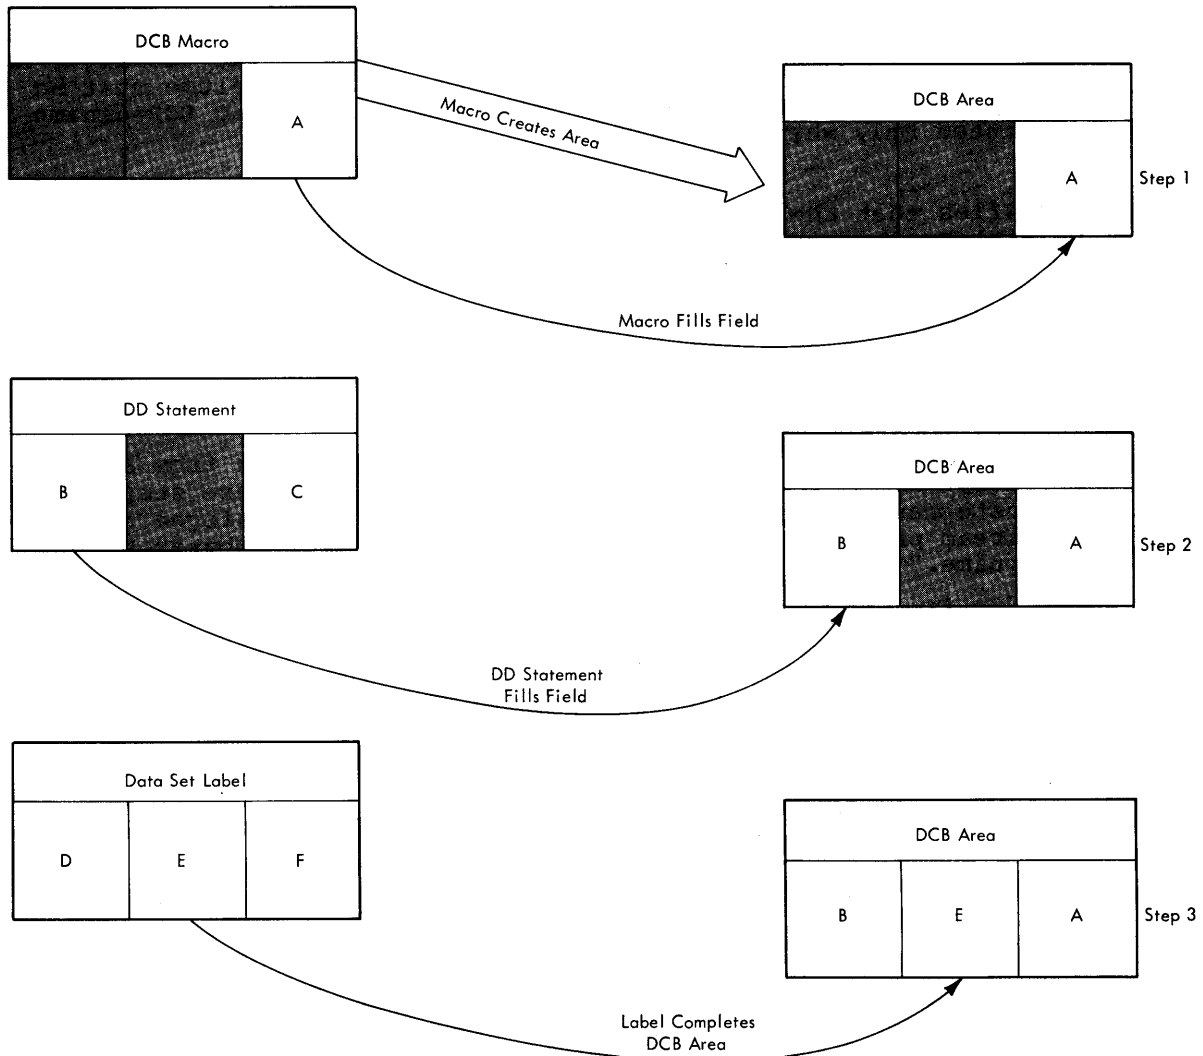 DCB Macro
A
Macro Creates Area
DCB Area
A
Step 1
Macro Fills Field
DD Statement
B
C
DCB Area
B
A
Step 2
DD Statement
Fills Field
Data Set Label
D
E
F
DCB Area
B
E
A
Step 3
Label Completes
DCB Area